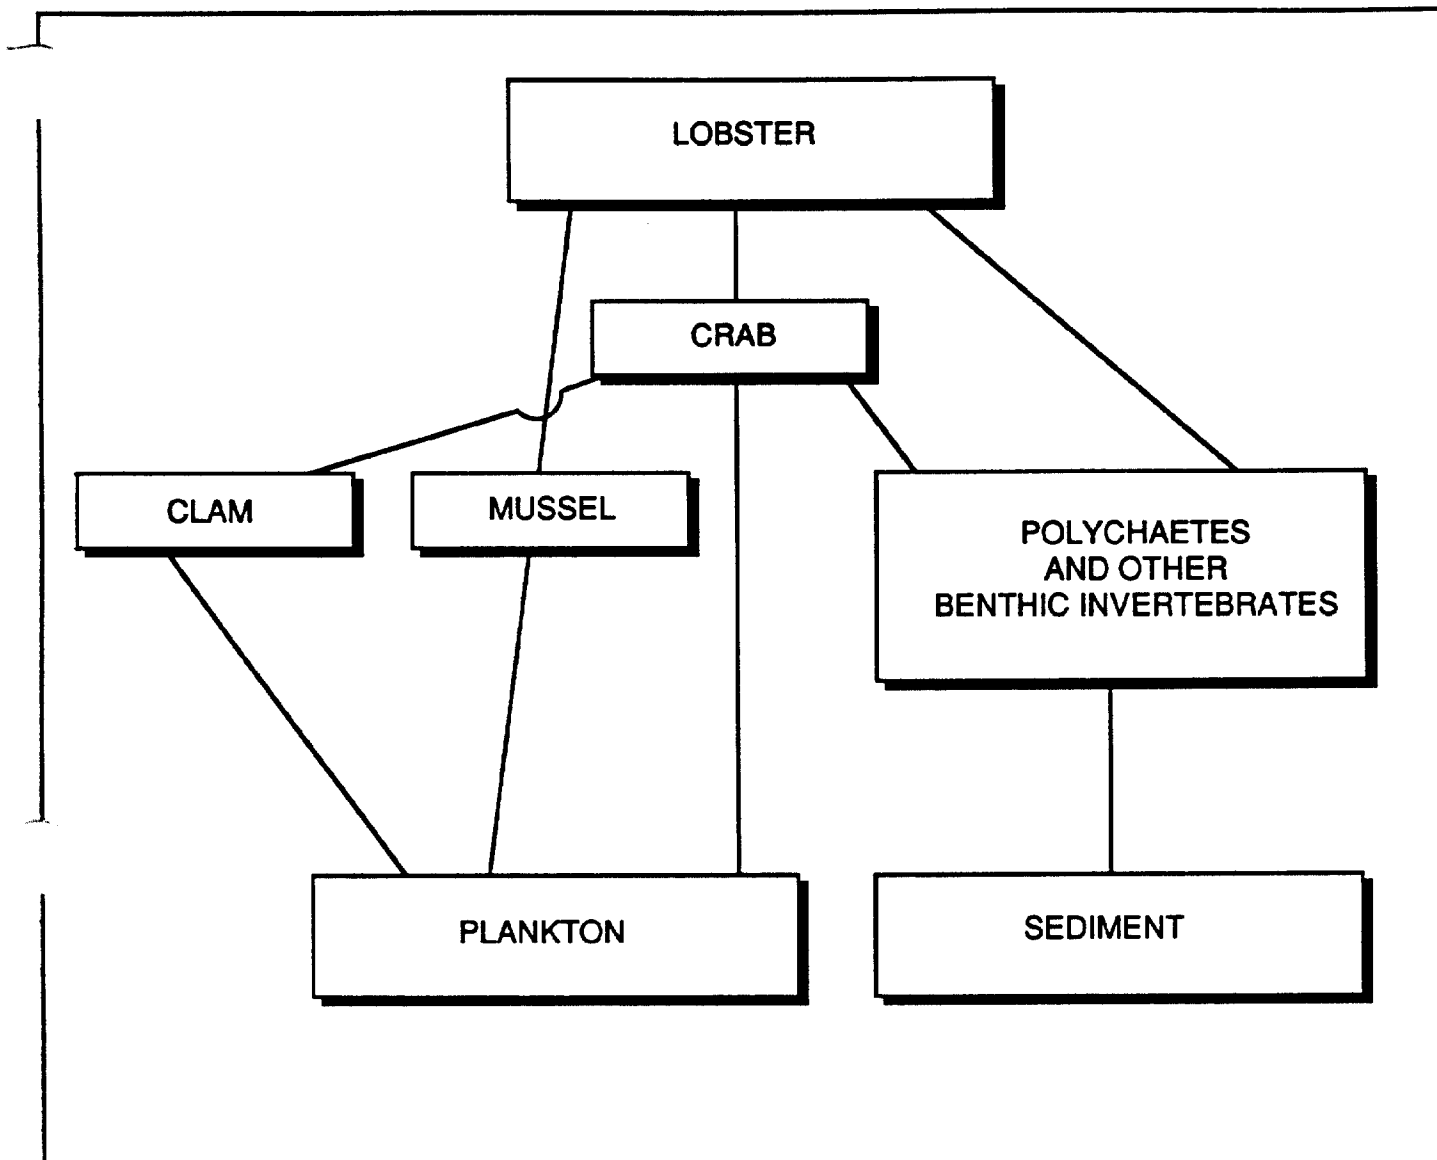 LOBSTER
CRAB
CLAM
MUSSEL
POLYCHAETES
AND OTHER
BENTHIC INVERTEBRATES
PLANKTON
SEDIMENT